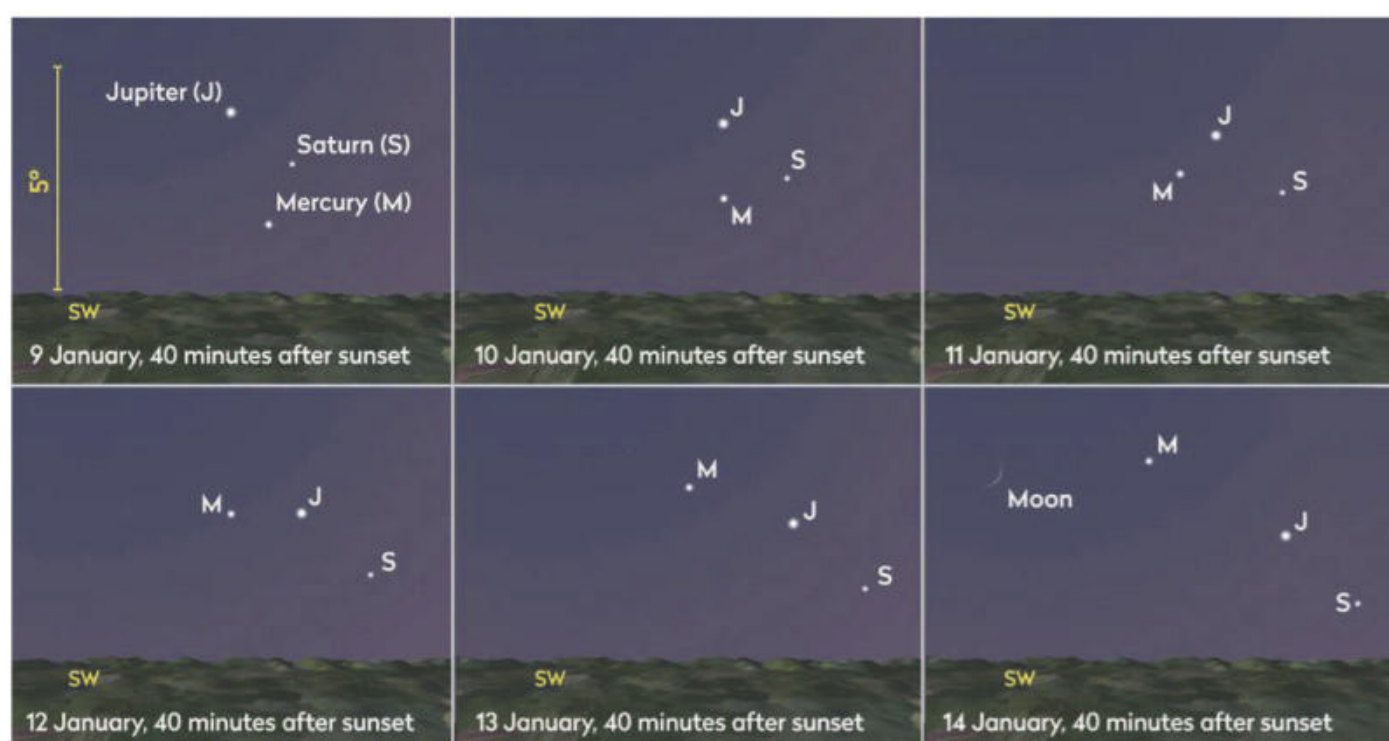 Jupiter (J)
Saturn (S)
Mercury (M)
5°
SW
9 January, 40 minutes after sunset
J
S
M
SW
10 January, 40 minutes after sunset
J
M
S
SW
11 January, 40 minutes after sunset
M
J
S
SW
12 January, 40 minutes after sunset
M
J
S
SW
13 January, 40 minutes after sunset
M
Moon
J
S
SW
14 January, 40 minutes after sunset